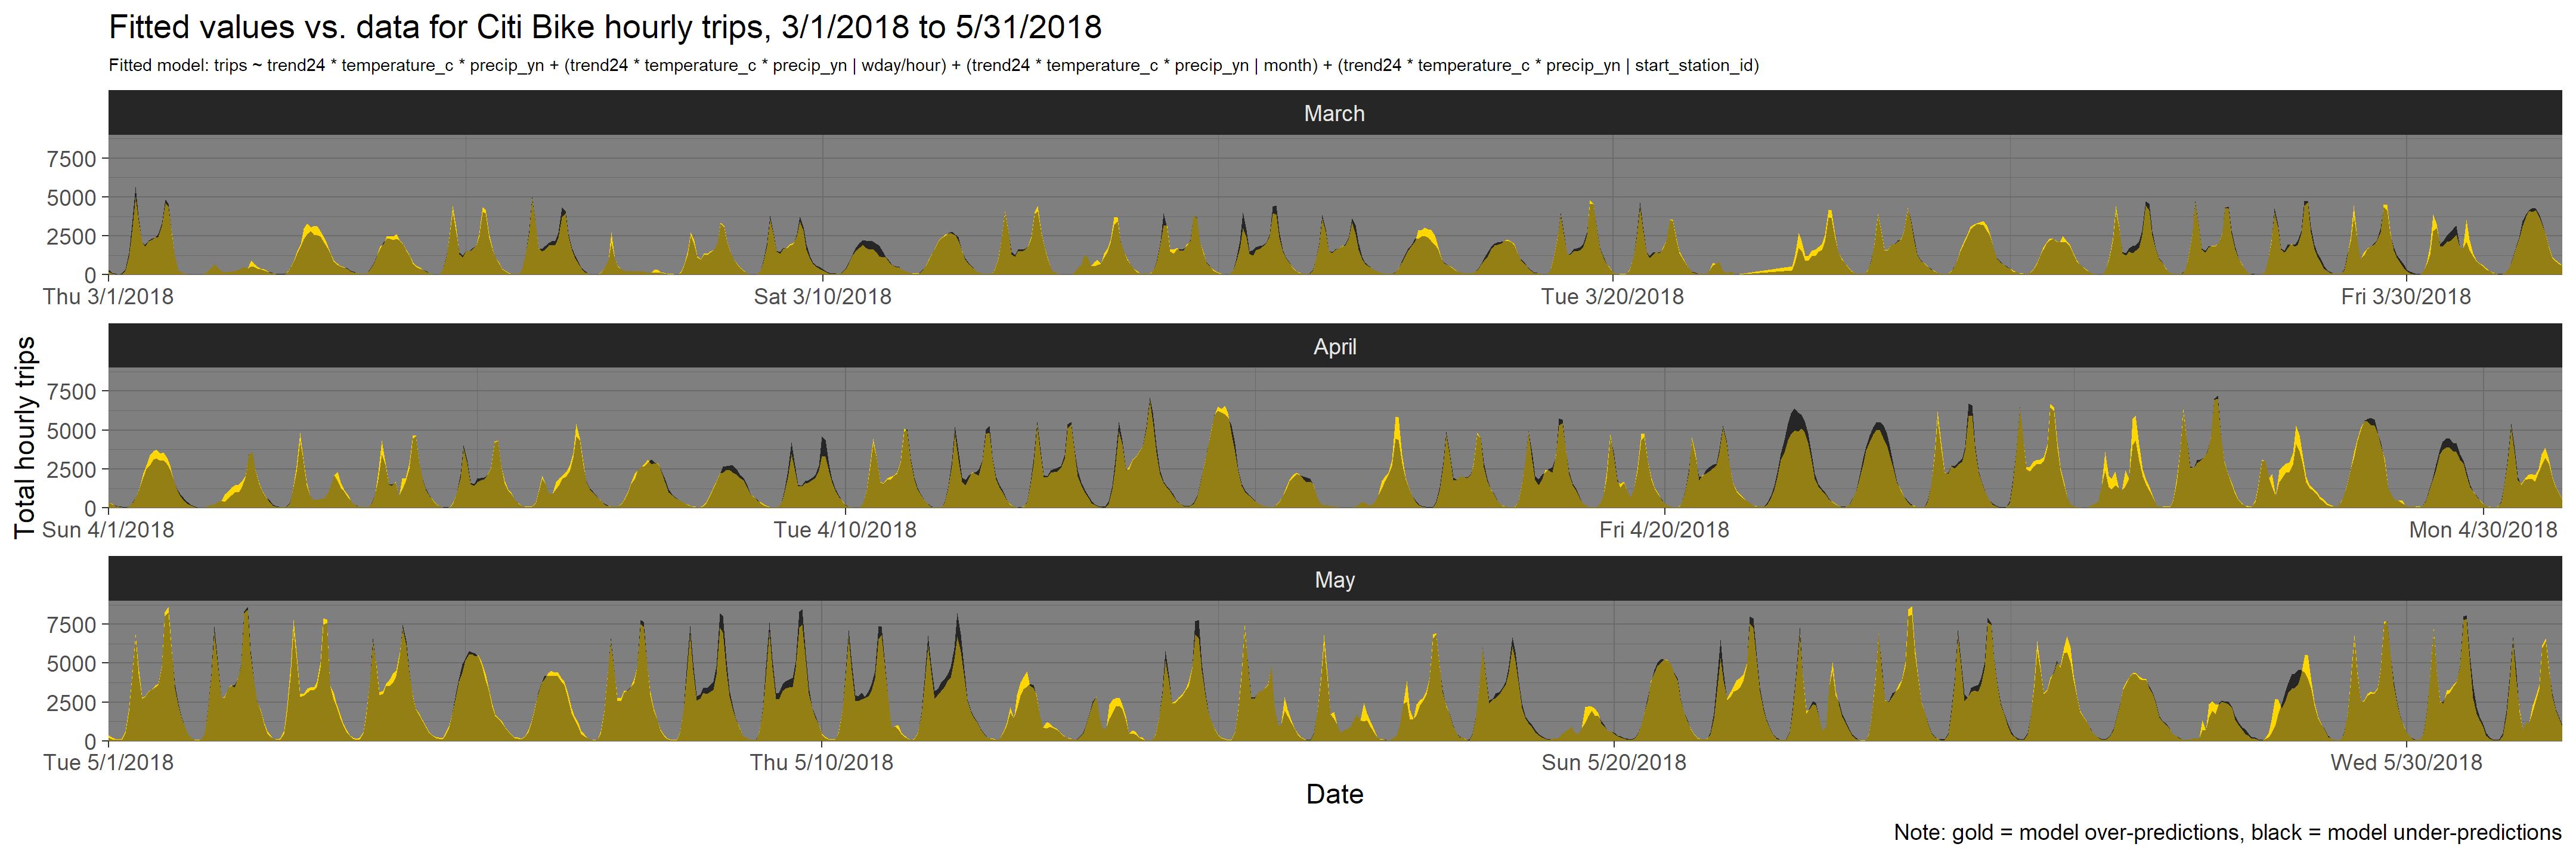 Fitted values vs. data for Citi Bike hourly trips, 3/1/2018 to 5/31/2018
Fitted model: trips ~ trend24 * temperature_c * precip_yn + (trend24 * temperature_c * precip_yn | wday/hour) + (trend24 * temperature_c * precip_yn | month) + (trend24 * temperature_c * precip_yn | start_station_id)
Total hourly trips
March
7500
5000
2500
0
Thu 3/1/2018 Sat 3/10/2018 Tue 3/20/2018 Fri 3/30/2018
April
7500
5000
2500
0
Sun 4/1/2018 Tue 4/10/2018 Fri 4/20/2018 Mon 4/30/2018
May
7500
5000
2500
0
Tue 5/1/2018 Thu 5/10/2018 Sun 5/20/2018 Wed 5/30/2018
Date
Note: gold = model over-predictions, black = model under-predictions